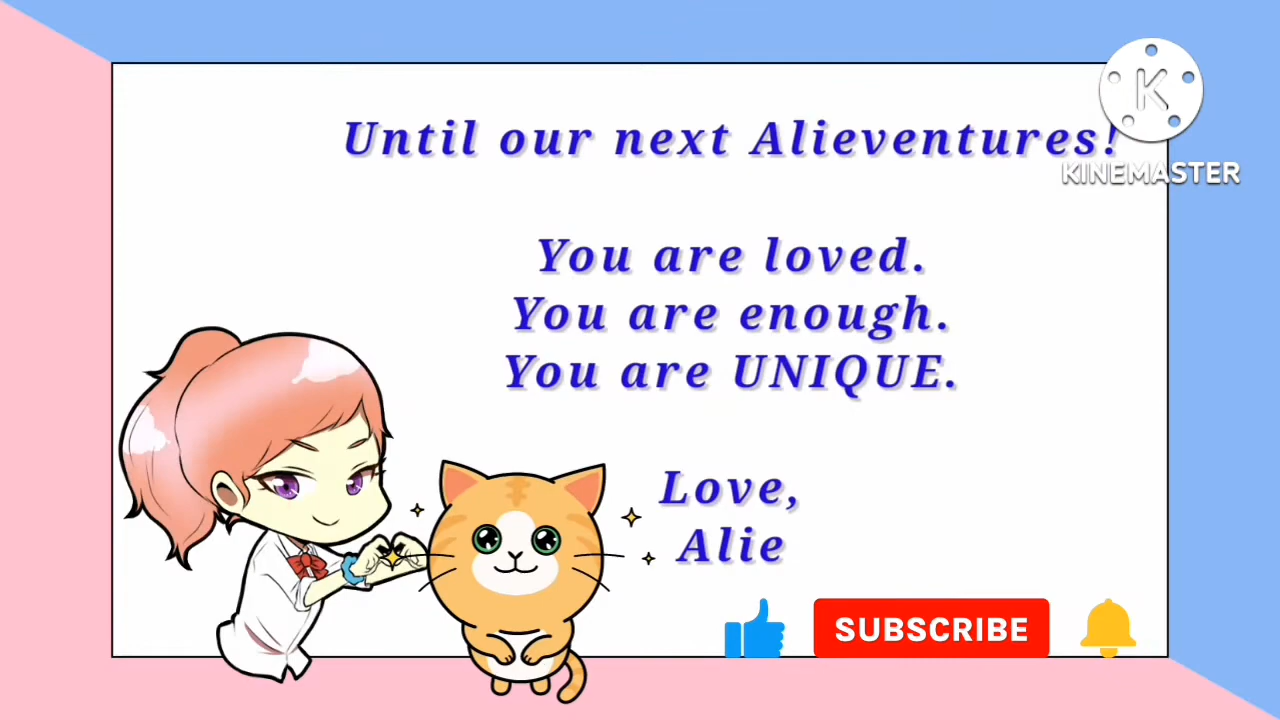 Until our next Alieventures!
K
KINEMASTER
You are loved.
You are enough.
You are UNIQUE.
Love,
Alie
SUBSCRIBE